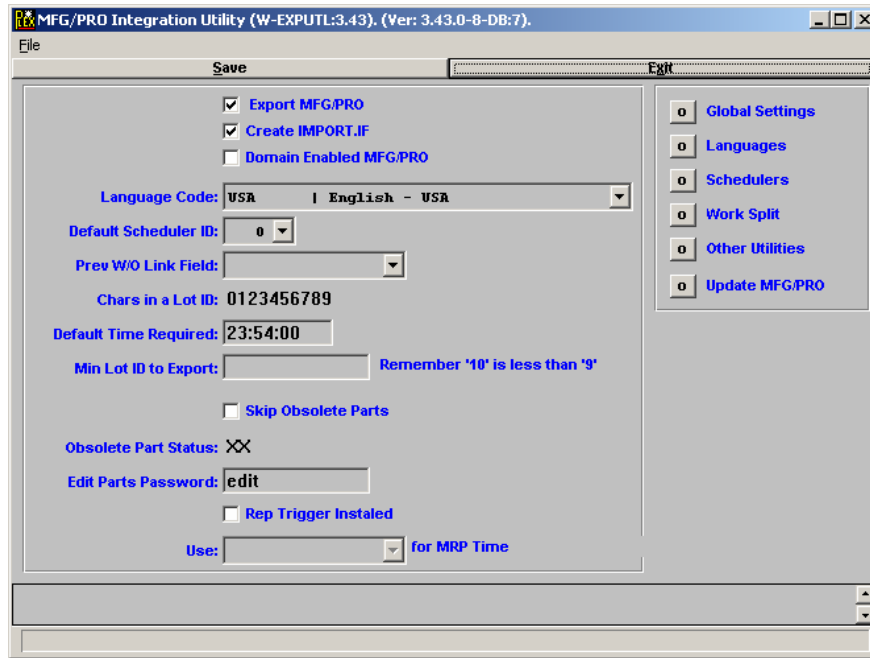 MFG/PRO Integration Utility (W-EXPUTL:3.43). (Ver: 3.43.0-8-DB:7).
File
Save Exit
Export MFG/PRO
Create IMPORT.IF
Domain Enabled MFG/PRO
Language Code: USA | English - USA
Default Scheduler ID: 0
Prev W/O Link Field:
Chars in a Lot ID: 0123456789
Default Time Required: 23:54:00
Min Lot ID to Export: Remember '10' is less than '9'
Skip Obsolete Parts
Obsolete Part Status: XX
Edit Parts Password: edit
Rep Trigger Instaled
Use: for MRP Time
o Global Settings
o Languages
o Schedulers
o Work Split
o Other Utilities
o Update MFG/PRO